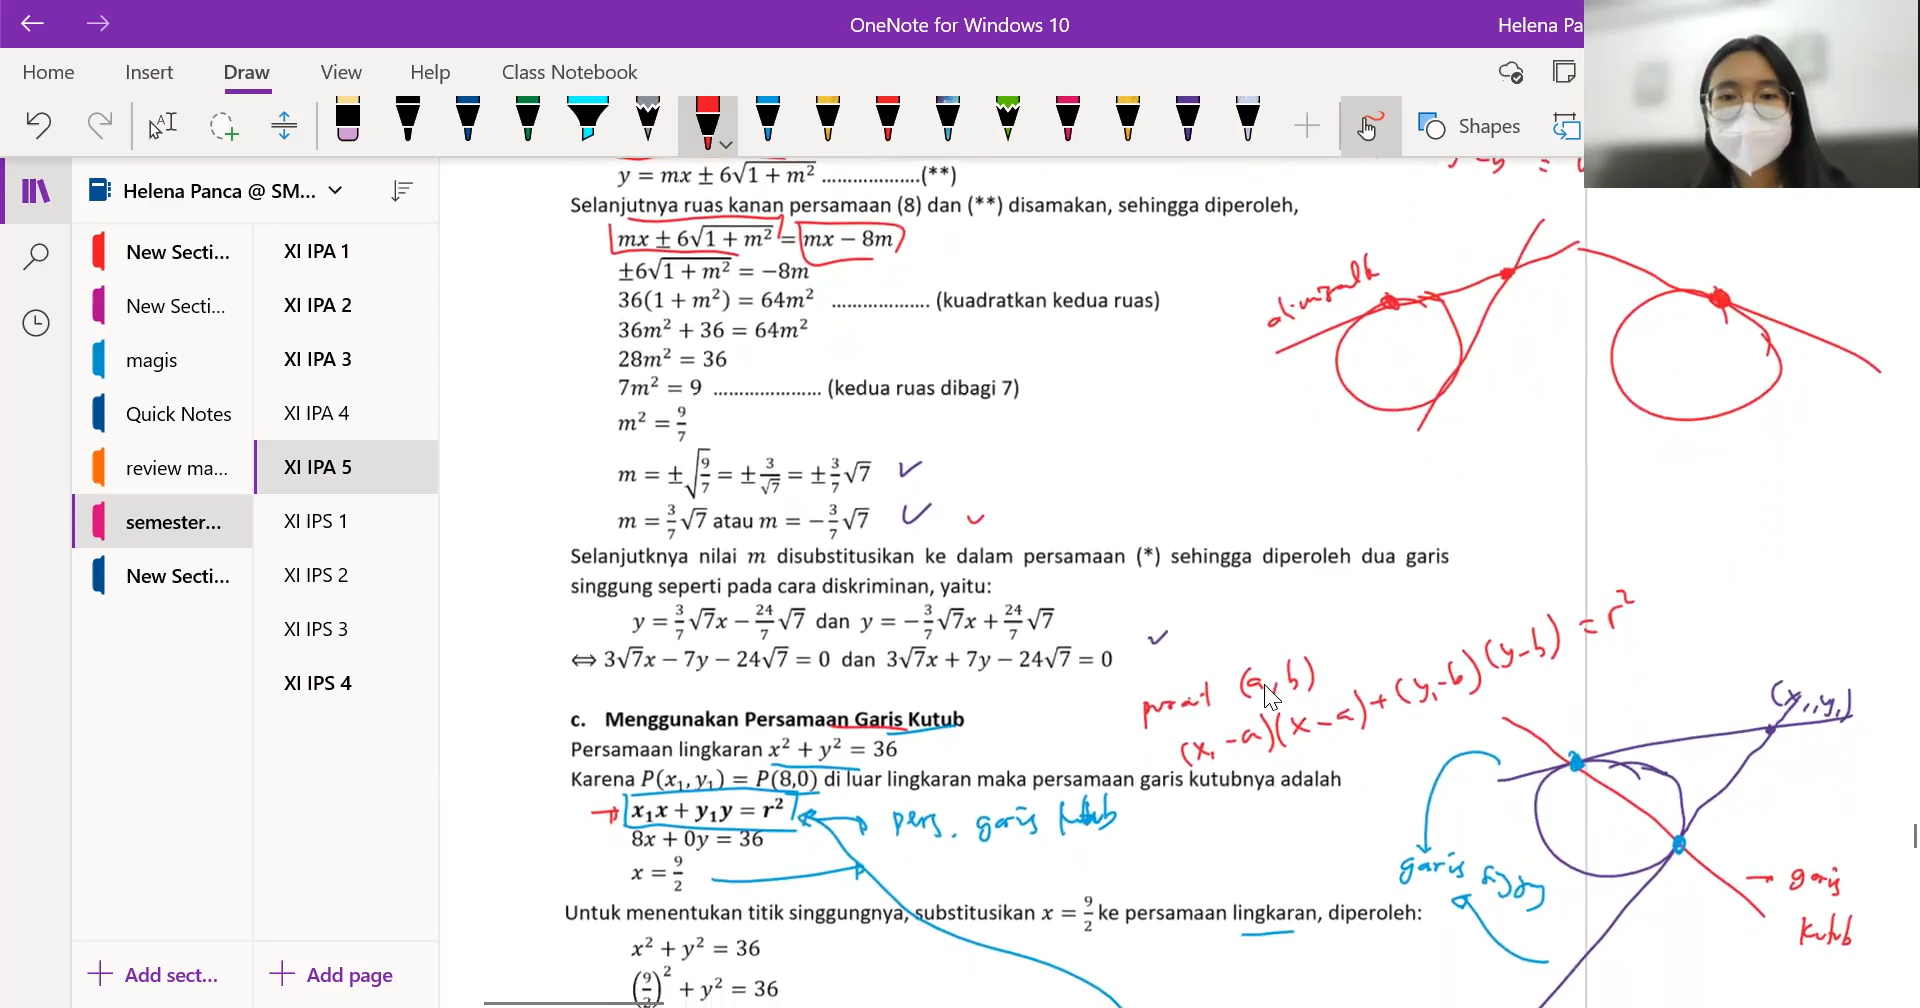 OneNote for Windows 10
Helena Pa
Home Insert Draw View Help Class Notebook
Shapes
Helena Panca @ SM...
New Secti...
New Secti...
magis
Quick Notes
review ma...
semester...
New Secti...
Add sect...
XI IPA 1
XI IPA 2
XI IPA 3
XI IPA 4
XI IPA 5
XI IPS 1
XI IPS 2
XI IPS 3
XI IPS 4
Add page
y = mx ± 6√1 + m² ...................(**)
Selanjutnya ruas kanan persamaan (8) dan (**) disamakan, sehingga diperoleh,
mx ± 6√1 + m² = mx − 8m
±6√1 + m² = −8m
36(1 + m²) = 64m² ................... (kuadratkan kedua ruas)
36m² + 36 = 64m²
28m² = 36
7m² = 9 ..................... (kedua ruas dibagi 7)
m² = 9/7
m = ±√9/7 = ± 3/√7 = ± 3/7 √7
m = 3/7 √7 atau m = − 3/7 √7
Selanjutknya nilai m disubstitusikan ke dalam persamaan (*) sehingga diperoleh dua garis
singgung seperti pada cara diskriminan, yaitu:
y = 3/7 √7x − 24/7 √7 dan y = − 3/7 √7x + 24/7 √7
⇔ 3√7x − 7y − 24√7 = 0 dan 3√7x + 7y − 24√7 = 0
pusat (a, b)
(x₁ − a)(x − a) + (y₁ − b)(y − b) = r²
c. Menggunakan Persamaan Garis Kutub
Persamaan lingkaran x² + y² = 36
Karena P(x₁, y₁) = P(8,0) di luar lingkaran maka persamaan garis kutubnya adalah
x₁x + y₁y = r²
pers. garis kutub
8x + 0y = 36
x = 9/2
Untuk menentukan titik singgungnya, substitusikan x = 9/2 ke persamaan lingkaran, diperoleh:
x² + y² = 36
(9/2)² + y² = 36
(x₁, y₁)
garis
→ garis
kutub